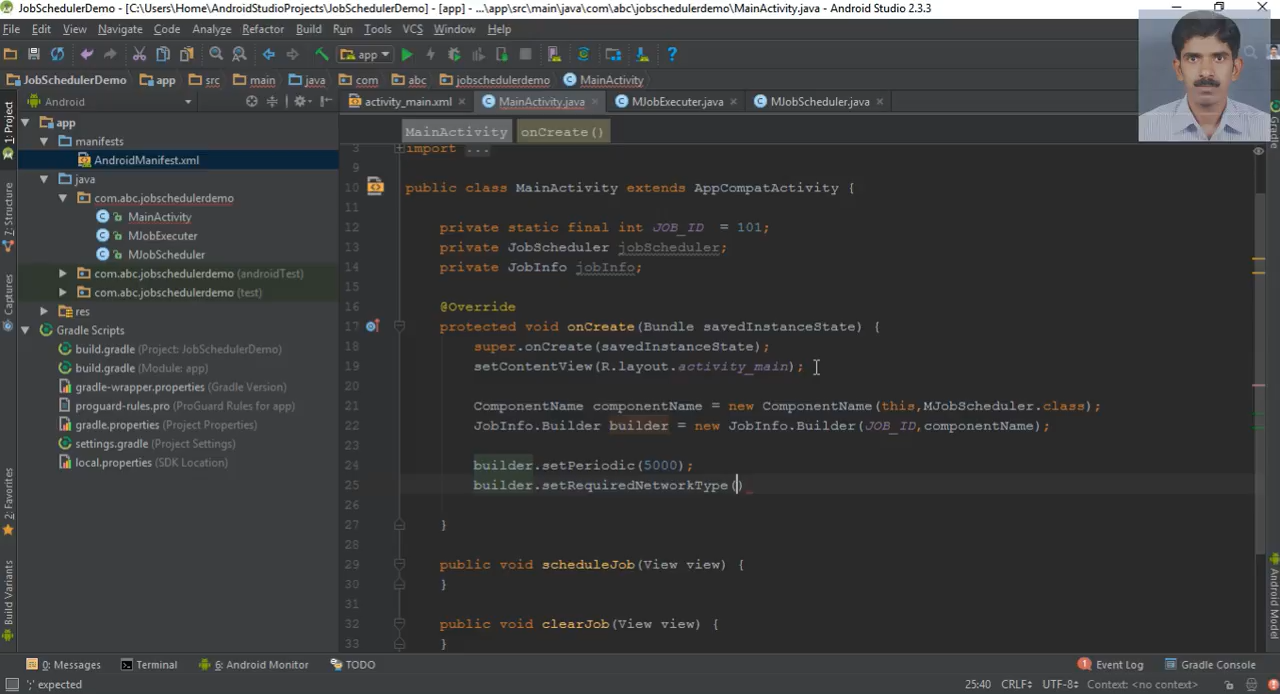 JobSchedulerDemo - [C:\Users\Home\AndroidStudioProjects\JobSchedulerDemo] - [app] - ...\app\src\main\java\com\abc\jobschedulerdemo\MainActivity.java - Android Studio 2.3.3
File Edit View Navigate Code Analyze Refactor Build Run Tools VCS Window Help
app
JobSchedulerDemo app src main java com abc jobschedulerdemo MainActivity
Android
activity_main.xml MainActivity.java MJobExecuter.java MJobScheduler.java
MainActivity onCreate()
1: Project
7: Structure
Captures
2: Favorites
Build Variants
Gradle
Android Model
app
manifests
AndroidManifest.xml
java
com.abc.jobschedulerdemo
MainActivity
MJobExecuter
MJobScheduler
com.abc.jobschedulerdemo (androidTest)
com.abc.jobschedulerdemo (test)
res
Gradle Scripts
build.gradle (Project: JobSchedulerDemo)
build.gradle (Module: app)
gradle-wrapper.properties (Gradle Version)
proguard-rules.pro (ProGuard Rules for app)
gradle.properties (Project Properties)
settings.gradle (Project Settings)
local.properties (SDK Location)
3 import ...
9
10 public class MainActivity extends AppCompatActivity {
11
12 private static final int JOB_ID = 101;
13 private JobScheduler jobScheduler;
14 private JobInfo jobInfo;
15
16 @Override
17 protected void onCreate(Bundle savedInstanceState) {
18 super.onCreate(savedInstanceState);
19 setContentView(R.layout.activity_main);
20
21 ComponentName componentName = new ComponentName(this,MJobScheduler.class);
22 JobInfo.Builder builder = new JobInfo.Builder(JOB_ID,componentName);
23
24 builder.setPeriodic(5000);
25 builder.setRequiredNetworkType()
26
27 }
28
29 public void scheduleJob(View view) {
30 }
31
32 public void clearJob(View view) {
33 }
0: Messages Terminal 6: Android Monitor TODO 1 Event Log Gradle Console
';' expected 25:40 CRLF÷ UTF-8÷ Context: <no context>